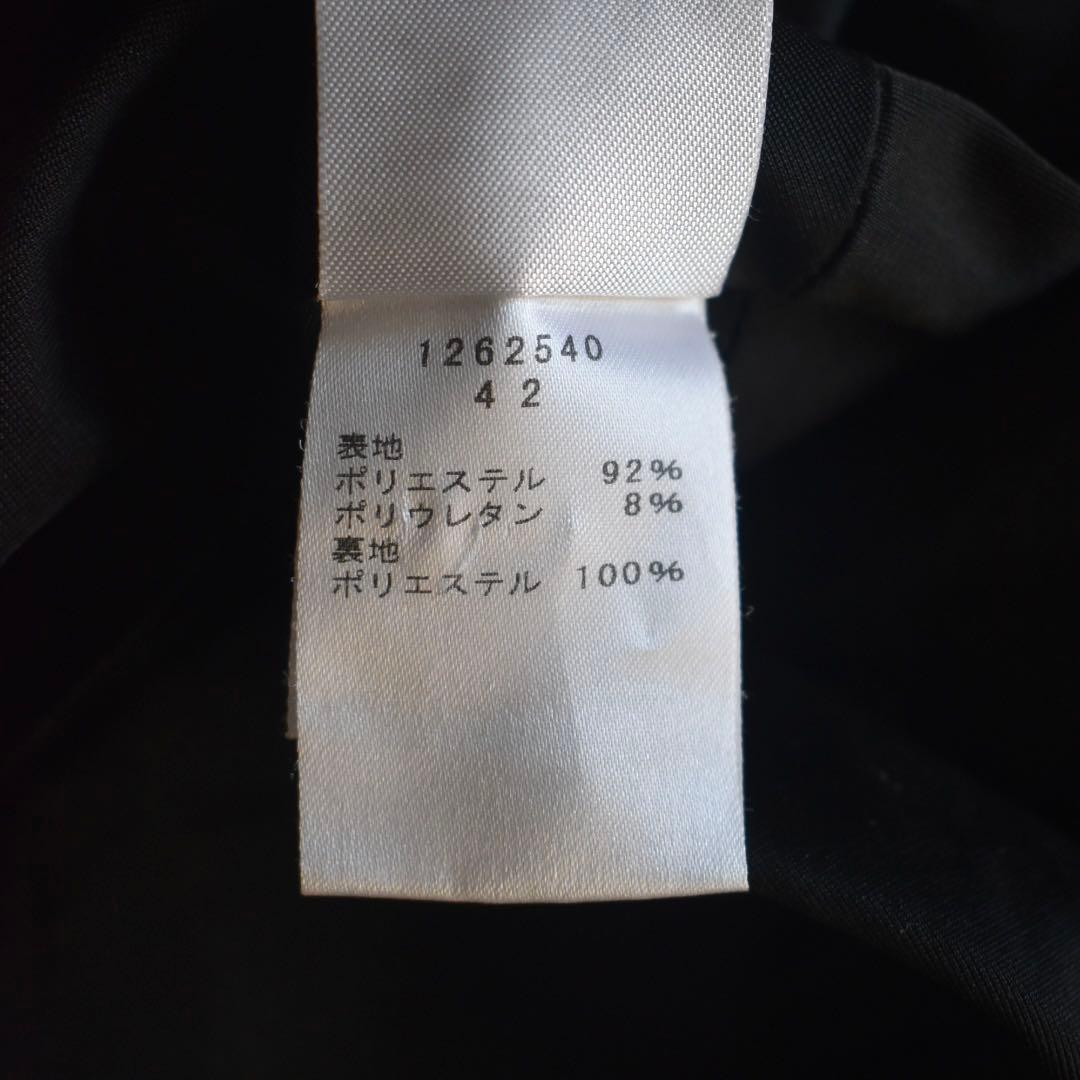 1262540
42
表地
ポリエステル 92%
ポリウレタン 8%
裏地
ポリエステル 100%